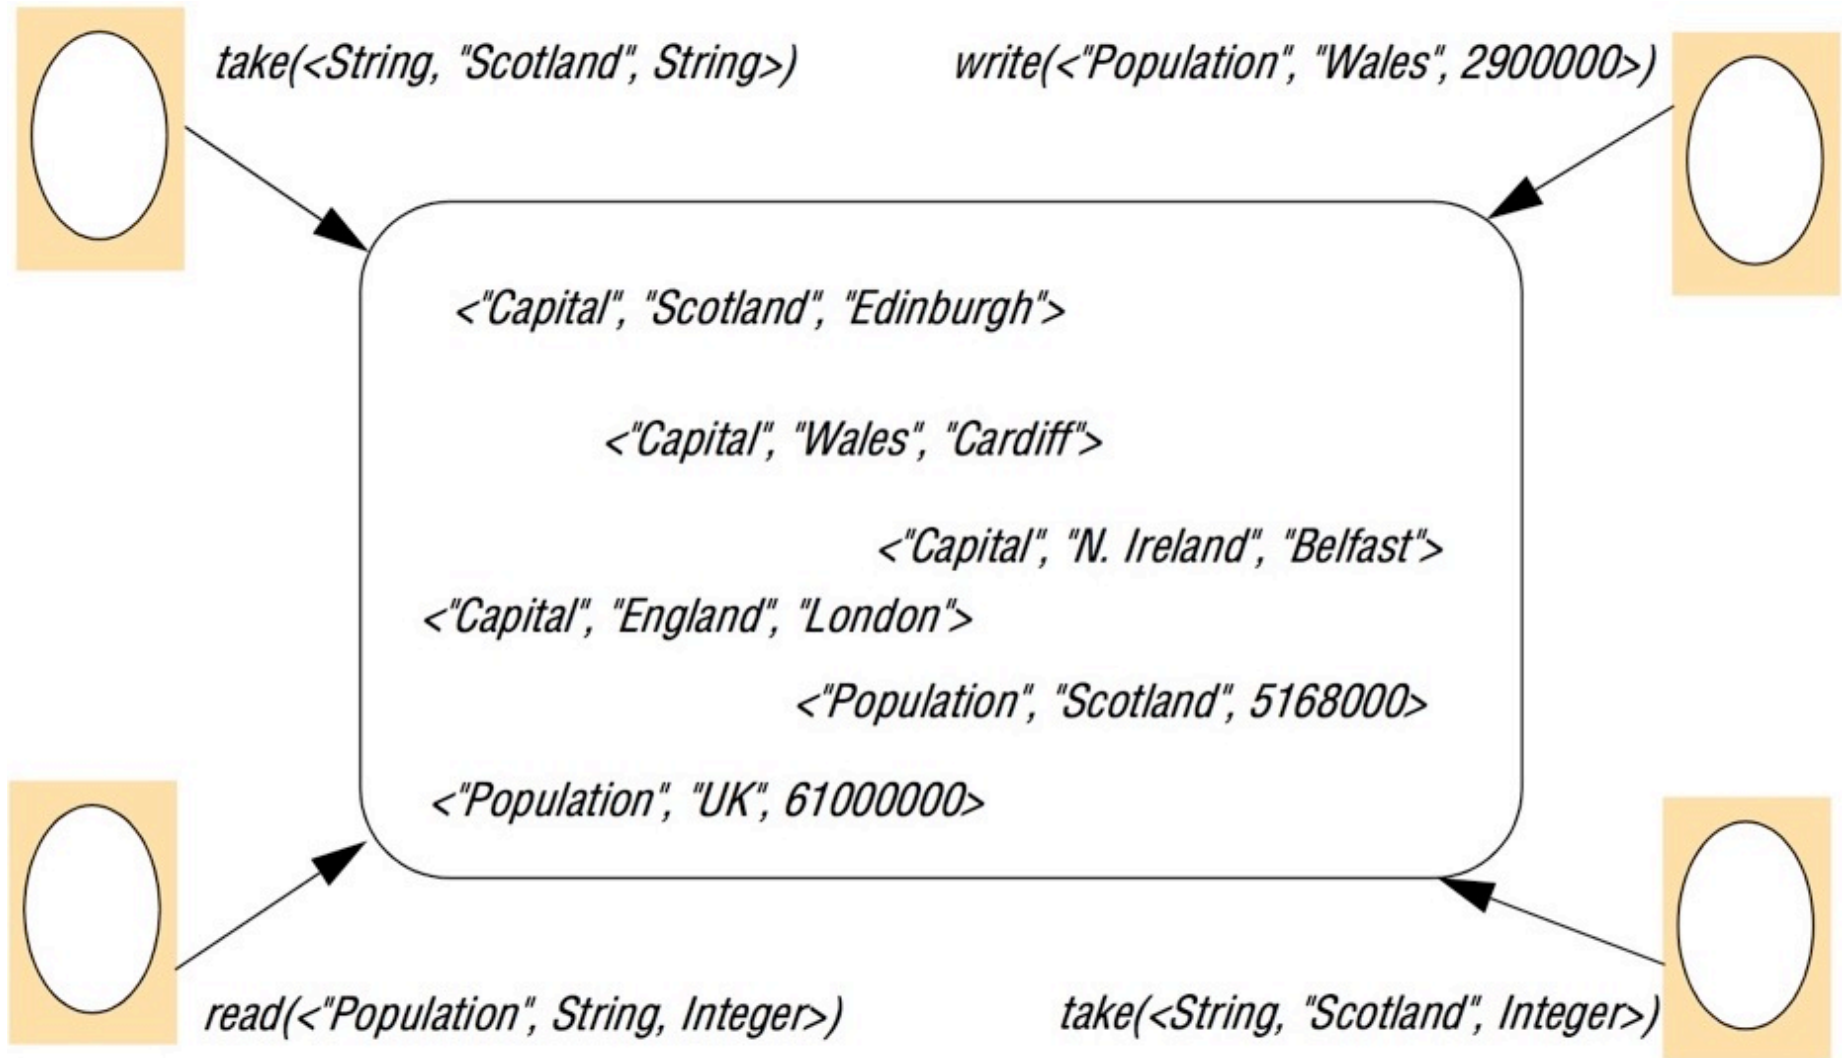 take(<String, "Scotland", String>)
write(<"Population", "Wales", 2900000>)
<"Capital", "Scotland", "Edinburgh">
<"Capital", "Wales", "Cardiff">
<"Capital", "N. Ireland", "Belfast">
<"Capital", "England", "London">
<"Population", "Scotland", 5168000>
<"Population", "UK", 61000000>
read(<"Population", String, Integer>)
take(<String, "Scotland", Integer>)